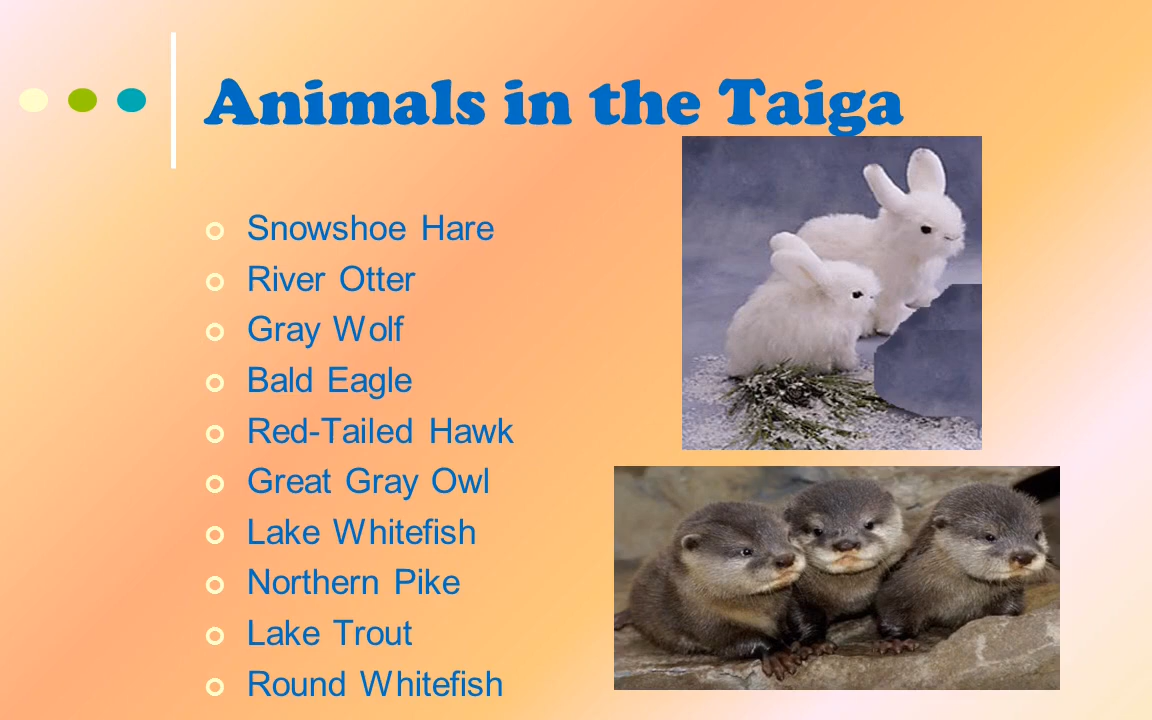 Animals in the Taiga
Snowshoe Hare
River Otter
Gray Wolf
Bald Eagle
Red-Tailed Hawk
Great Gray Owl
Lake Whitefish
Northern Pike
Lake Trout
Round Whitefish